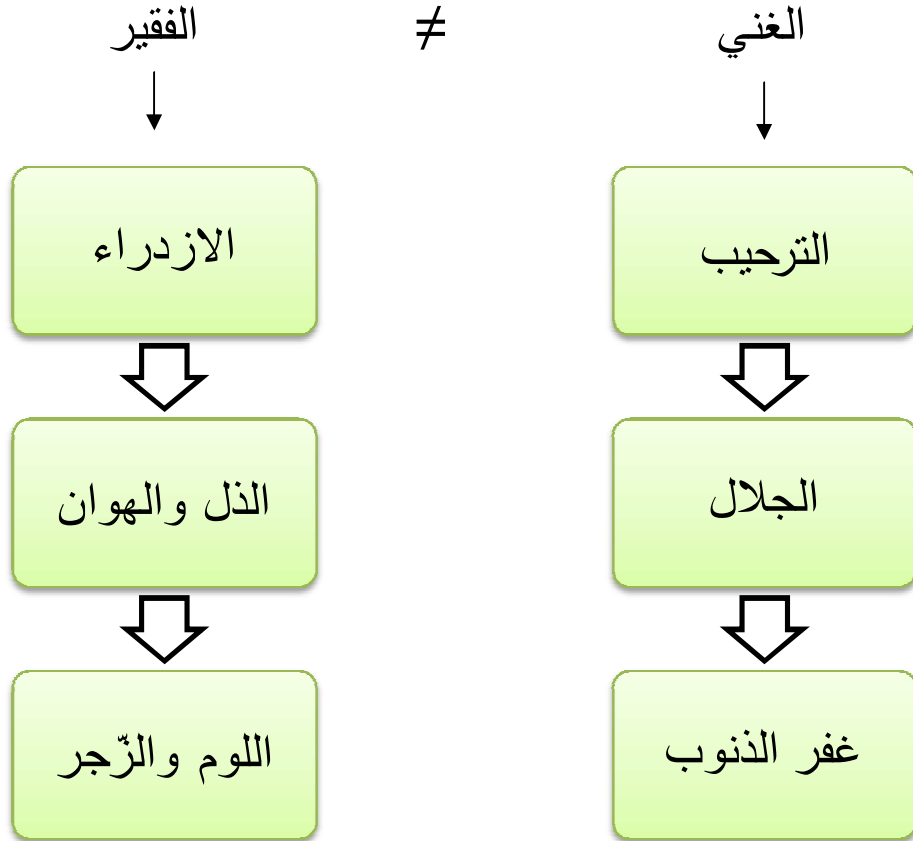 الغني ≠ الفقير
الترحيب
الازدراء
الجلال
الذل والهوان
غفر الذنوب
اللوم والزّجر